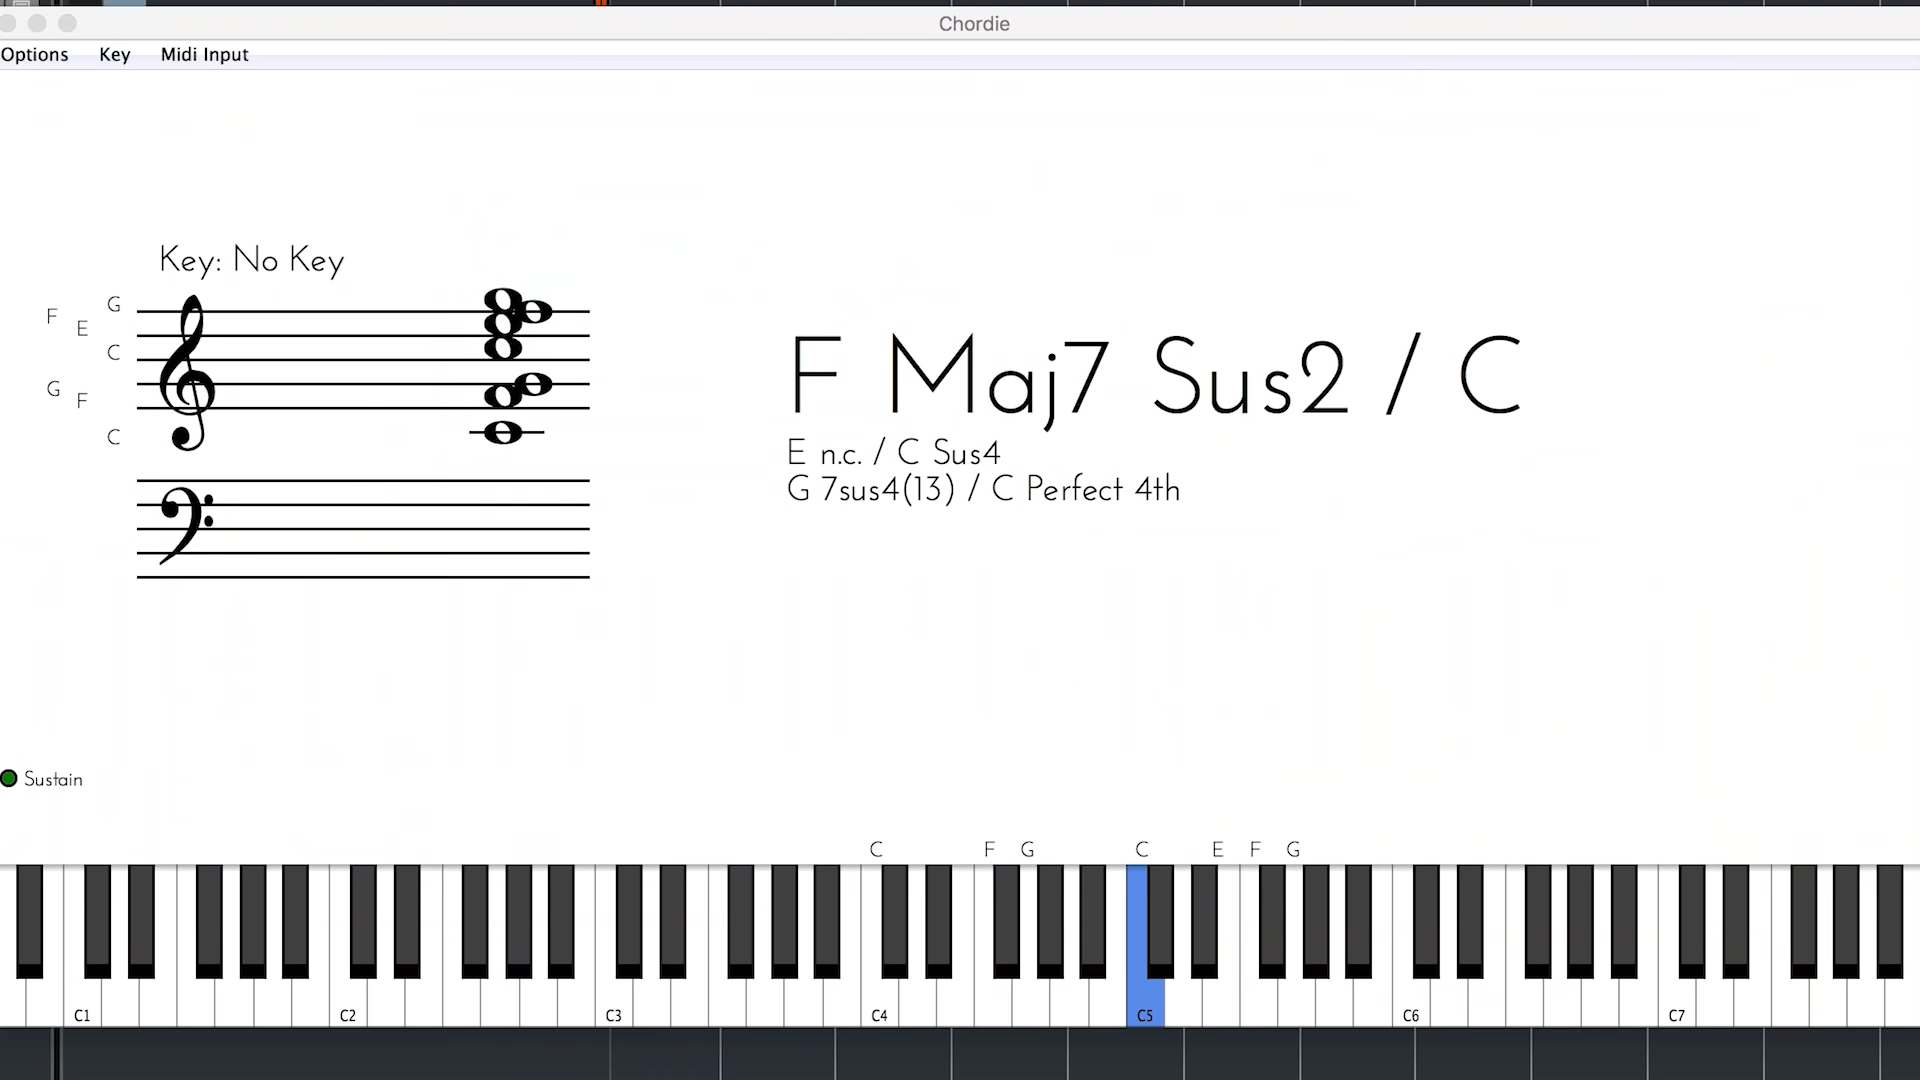 Chordie
Options Key Midi Input
Key: No Key
G
F
E
C
G
F
C
F Maj7 Sus2 / C
E n.c. / C Sus4
G 7sus4(13) / C Perfect 4th
Sustain
C F G C E F G
C1 C2 C3 C4 C5 C6 C7